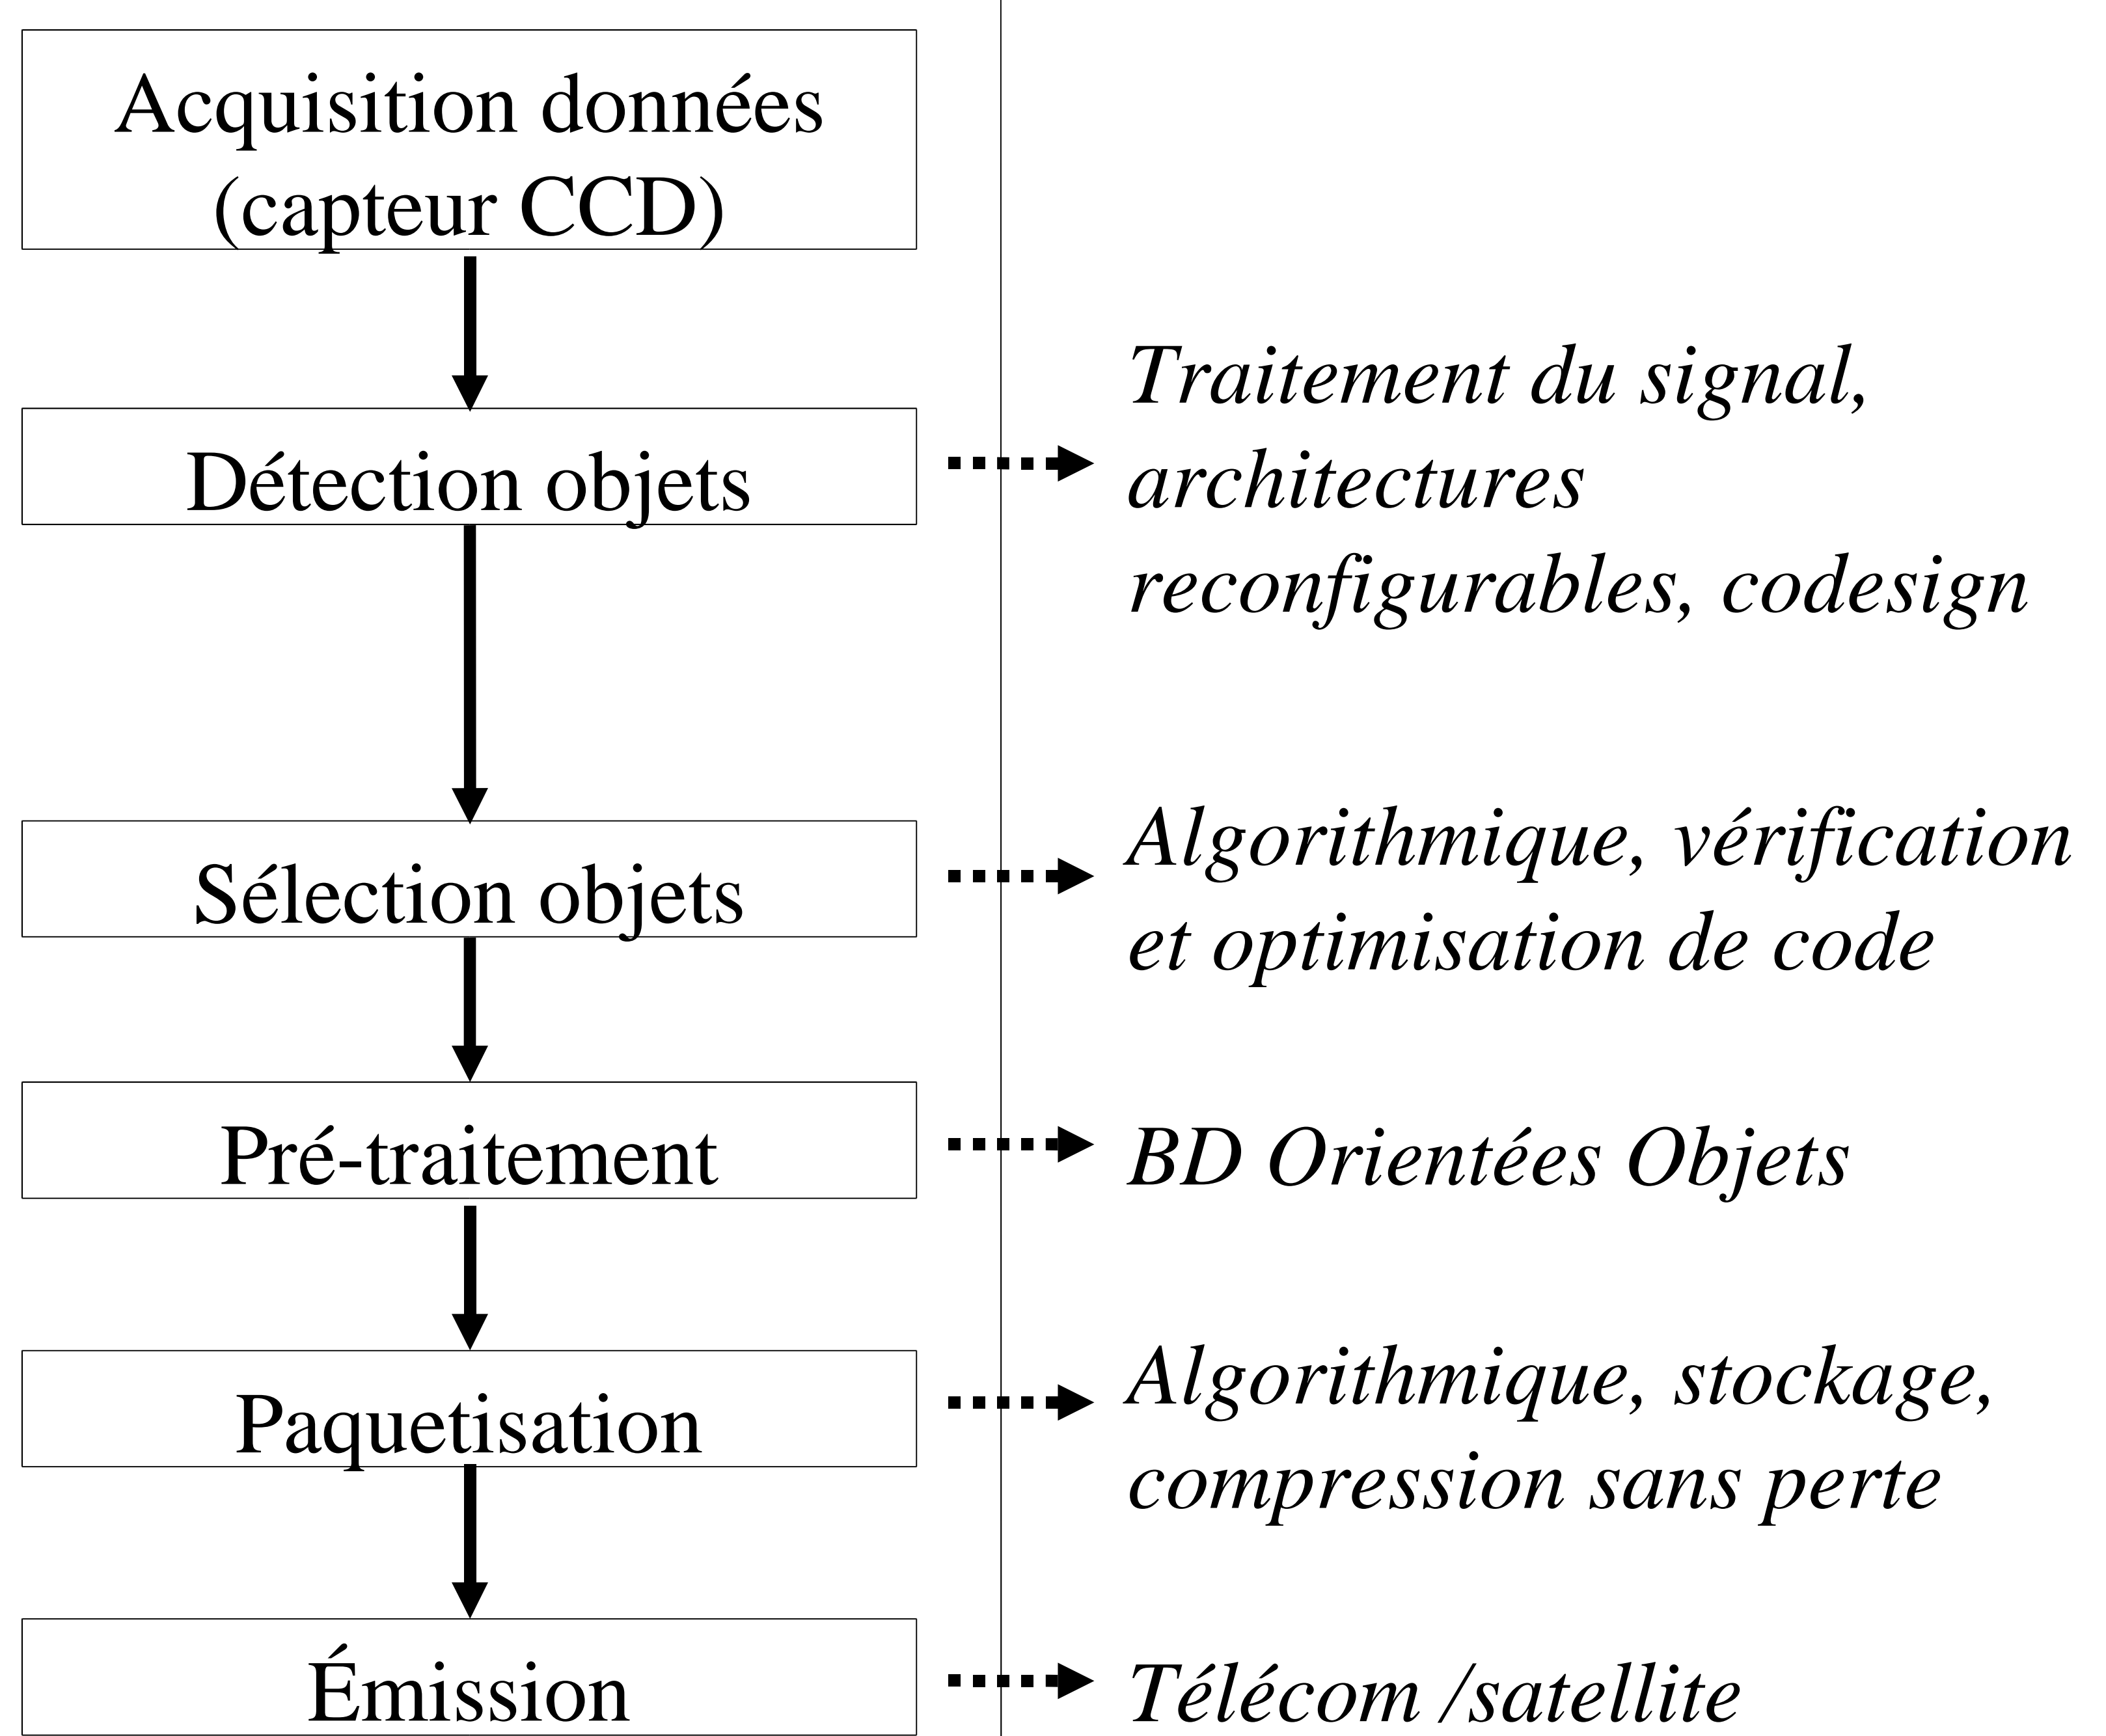 Acquisition données
(capteur CCD)
Détection objets
Traitement du signal,
architectures
reconfigurables, codesign
Sélection objets
Algorithmique, vérification
et optimisation de code
Pré-traitement
BD Orientées Objets
Paquetisation
Algorithmique, stockage,
compression sans perte
Émission
Télécom /satellite